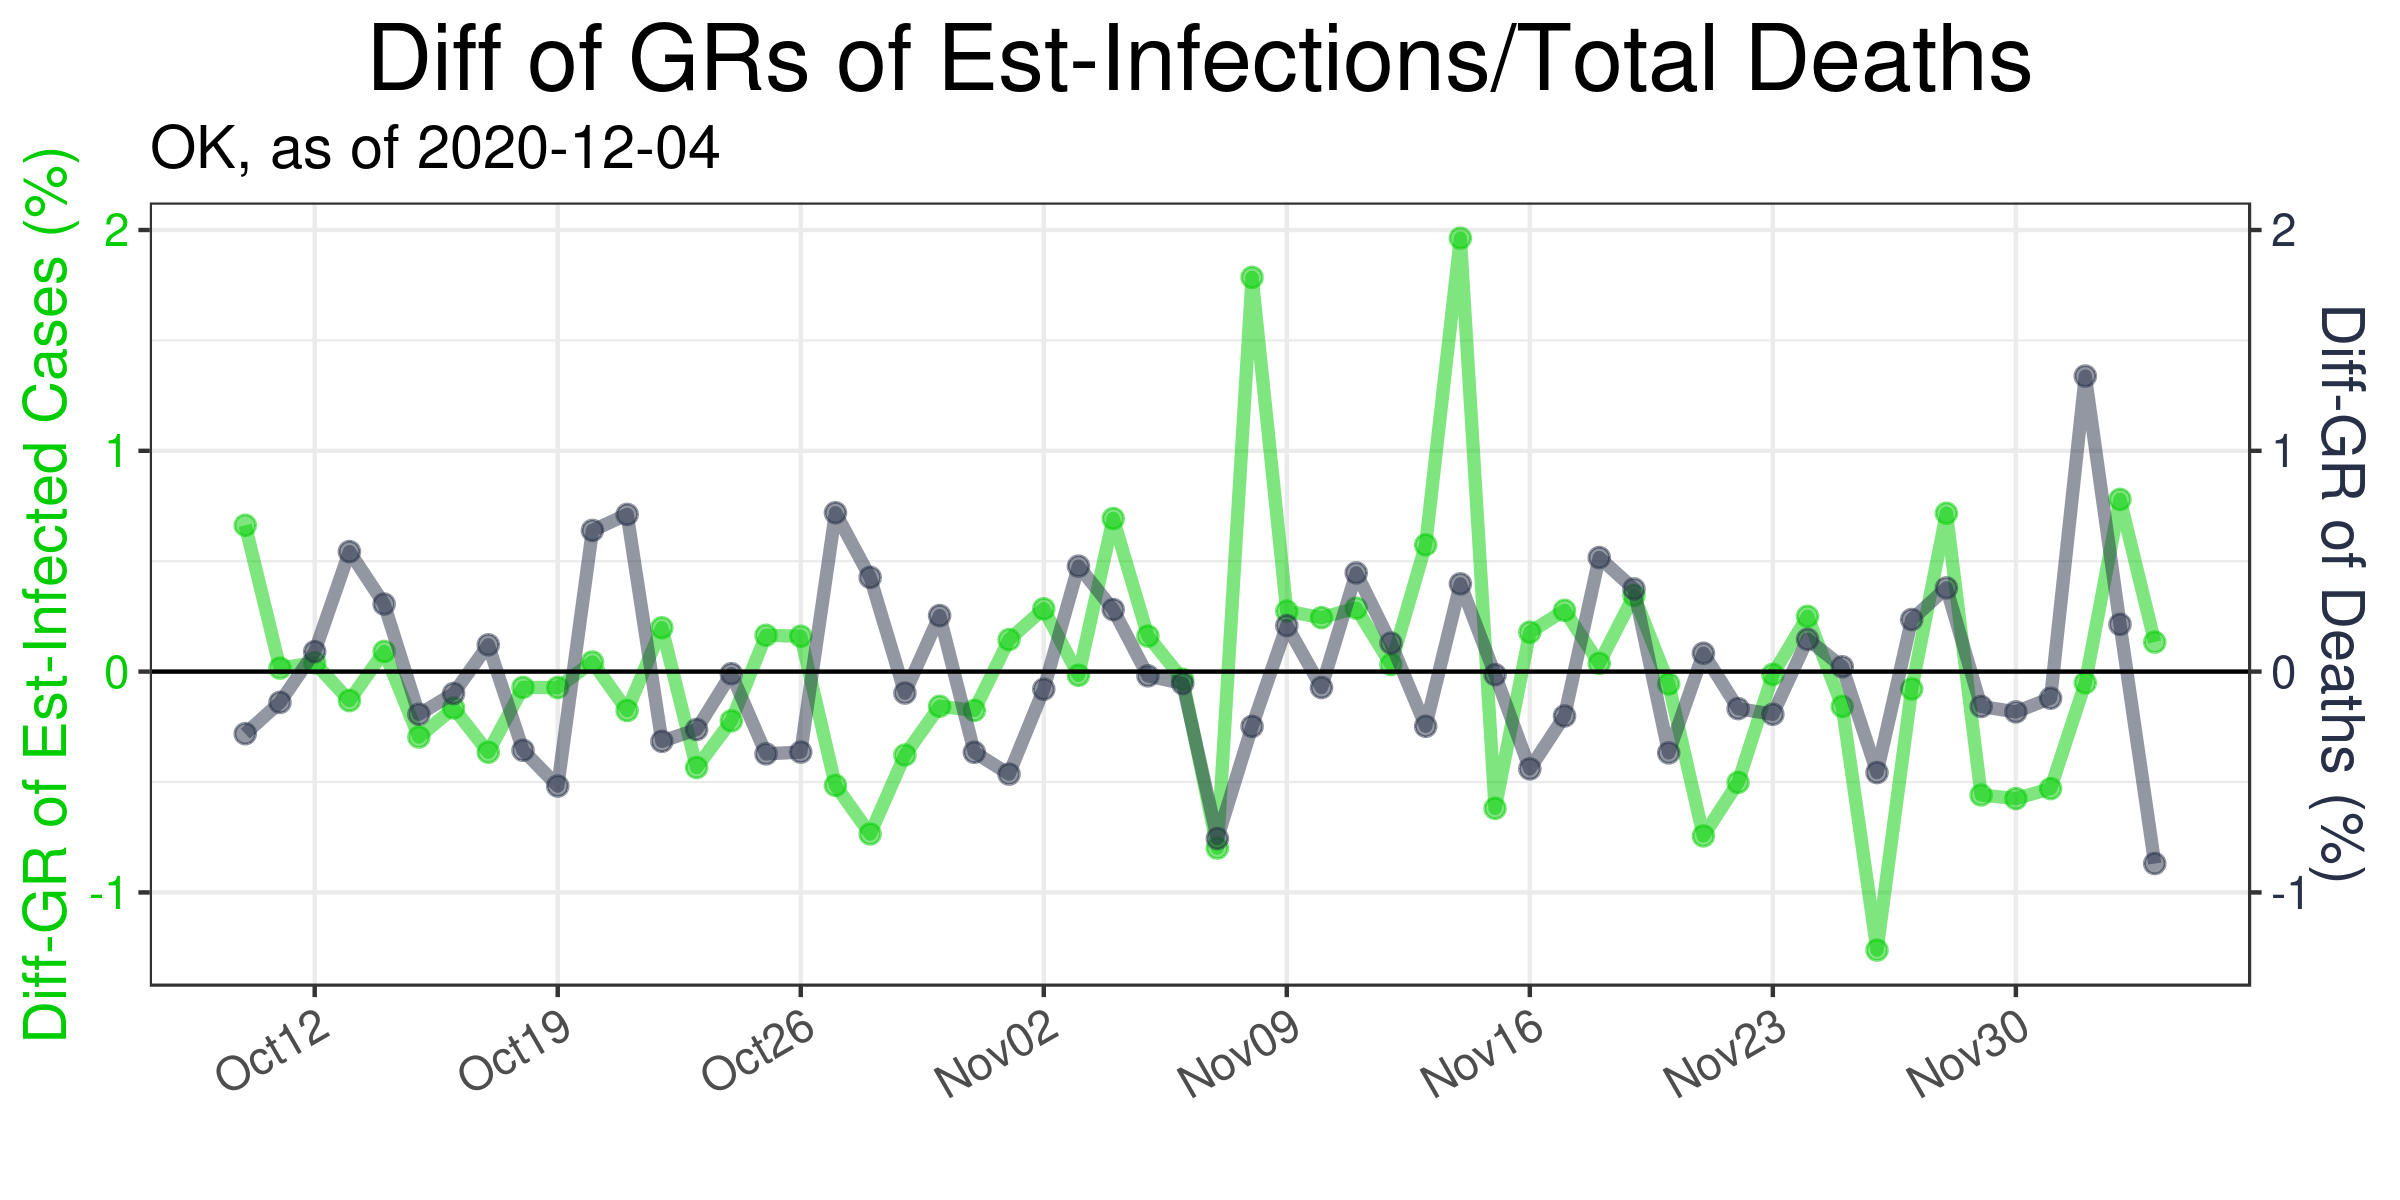 Diff of GRs of Est-Infections/Total Deaths
OK, as of 2020-12-04
Diff-GR of Est-Infected Cases (%)
2
1
0
-1
2
1
0
-1
Diff-GR of Deaths (%)
Oct12
Oct19
Oct26
Nov02
Nov09
Nov16
Nov23
Nov30